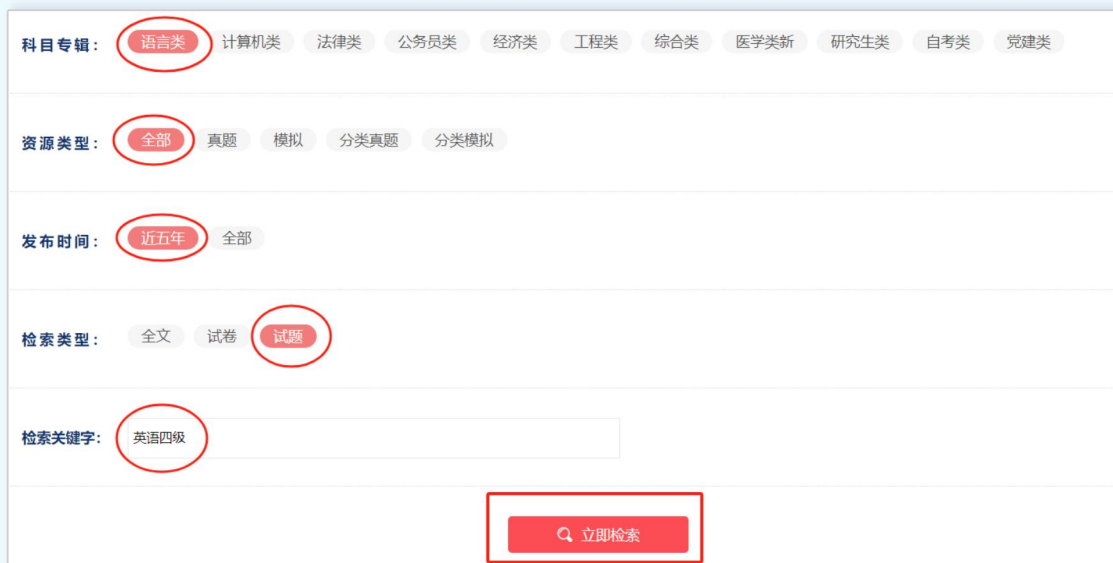 科目专辑： 语言类 计算机类 法律类 公务员类 经济类 工程类 综合类 医学类新 研究生类 自考类 党建类
资源类型： 全部 真题 模拟 分类真题 分类模拟
发布时间： 近五年 全部
检索类型： 全文 试卷 试题
检索关键字： 英语四级
立即检索